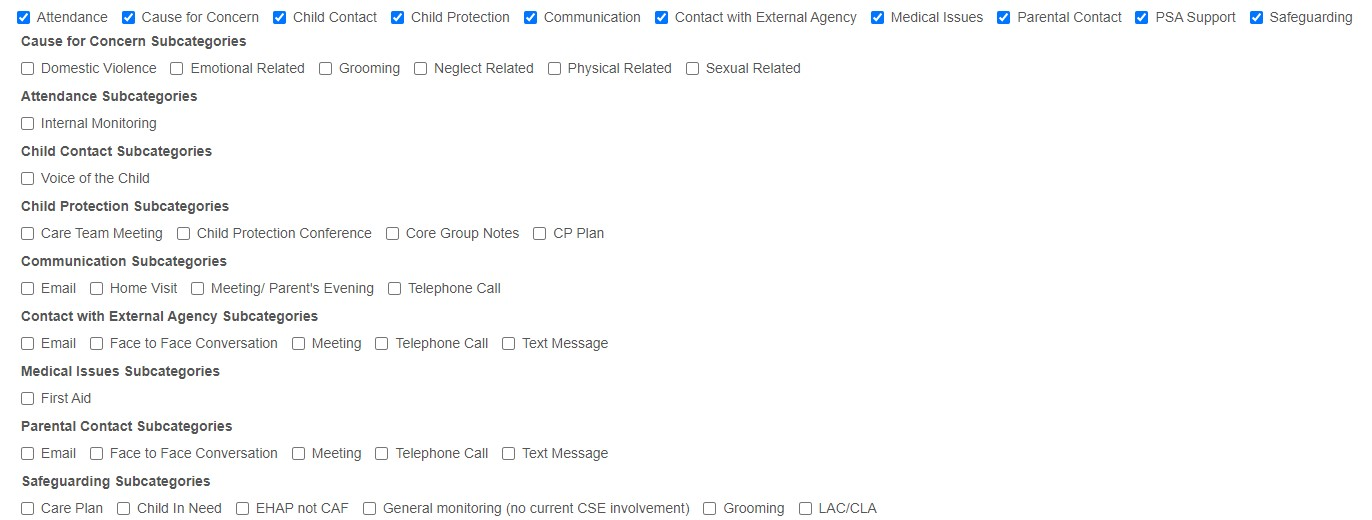 Attendance Cause for Concern Child Contact Child Protection Communication Contact with External Agency Medical Issues Parental Contact PSA Support Safeguarding
Cause for Concern Subcategories
Domestic Violence Emotional Related Grooming Neglect Related Physical Related Sexual Related
Attendance Subcategories
Internal Monitoring
Child Contact Subcategories
Voice of the Child
Child Protection Subcategories
Care Team Meeting Child Protection Conference Core Group Notes CP Plan
Communication Subcategories
Email Home Visit Meeting/ Parent's Evening Telephone Call
Contact with External Agency Subcategories
Email Face to Face Conversation Meeting Telephone Call Text Message
Medical Issues Subcategories
First Aid
Parental Contact Subcategories
Email Face to Face Conversation Meeting Telephone Call Text Message
Safeguarding Subcategories
Care Plan Child In Need EHAP not CAF General monitoring (no current CSE involvement) Grooming LAC/CLA